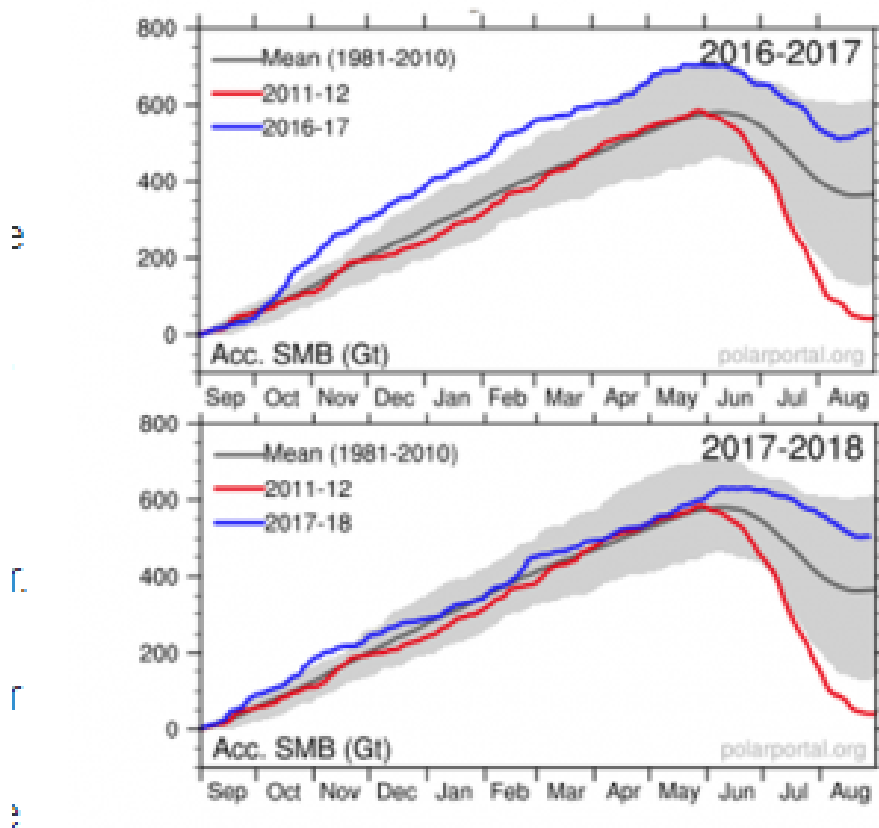 800
2016-2017
Mean (1981-2010)
2011-12
2016-17
600
400
200
0
Acc. SMB (Gt)
polarportal.org
Sep Oct Nov Dec Jan Feb Mar Apr May Jun Jul Aug
800
2017-2018
Mean (1981-2010)
2011-12
2017-18
600
400
200
0
Acc. SMB (Gt)
polarportal.org
Sep Oct Nov Dec Jan Feb Mar Apr May Jun Jul Aug